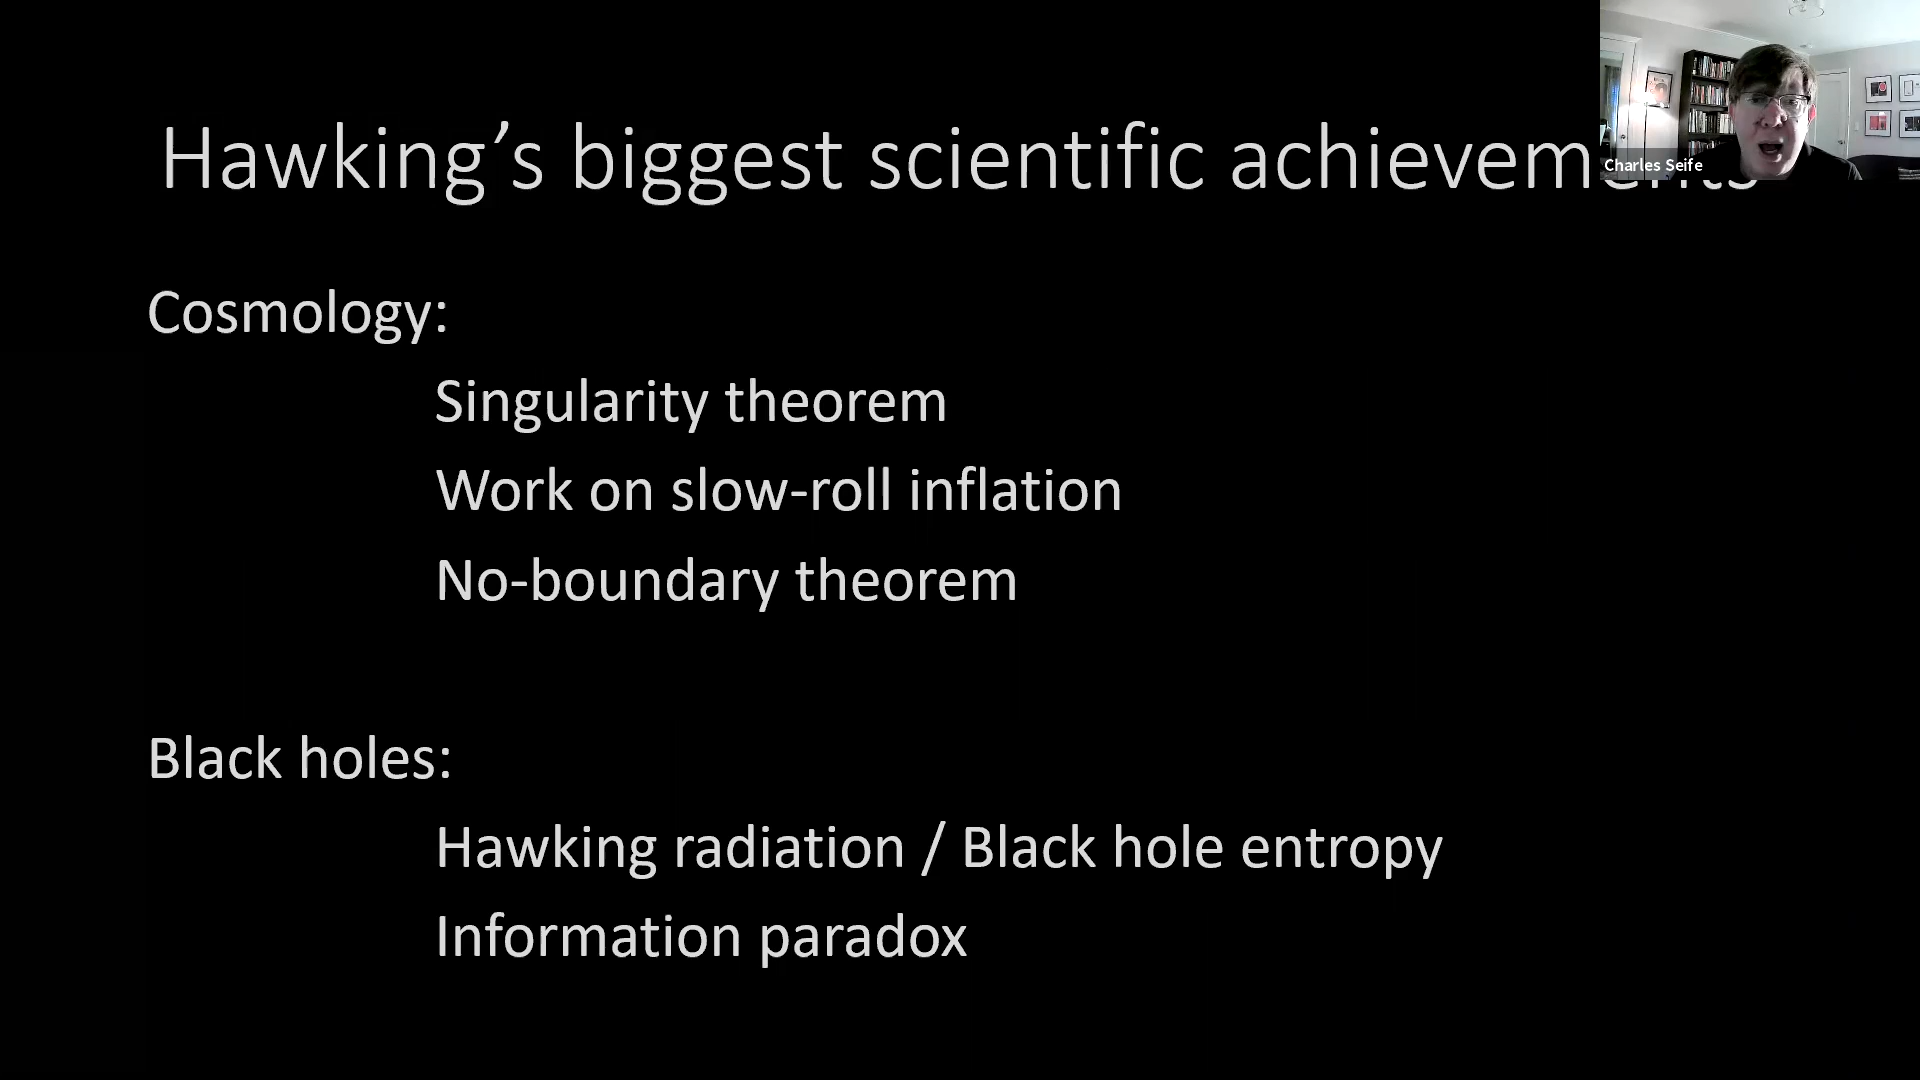 Hawking’s biggest scientific achievements
Charles Seife
Cosmology:
Singularity theorem
Work on slow-roll inflation
No-boundary theorem
Black holes:
Hawking radiation / Black hole entropy
Information paradox